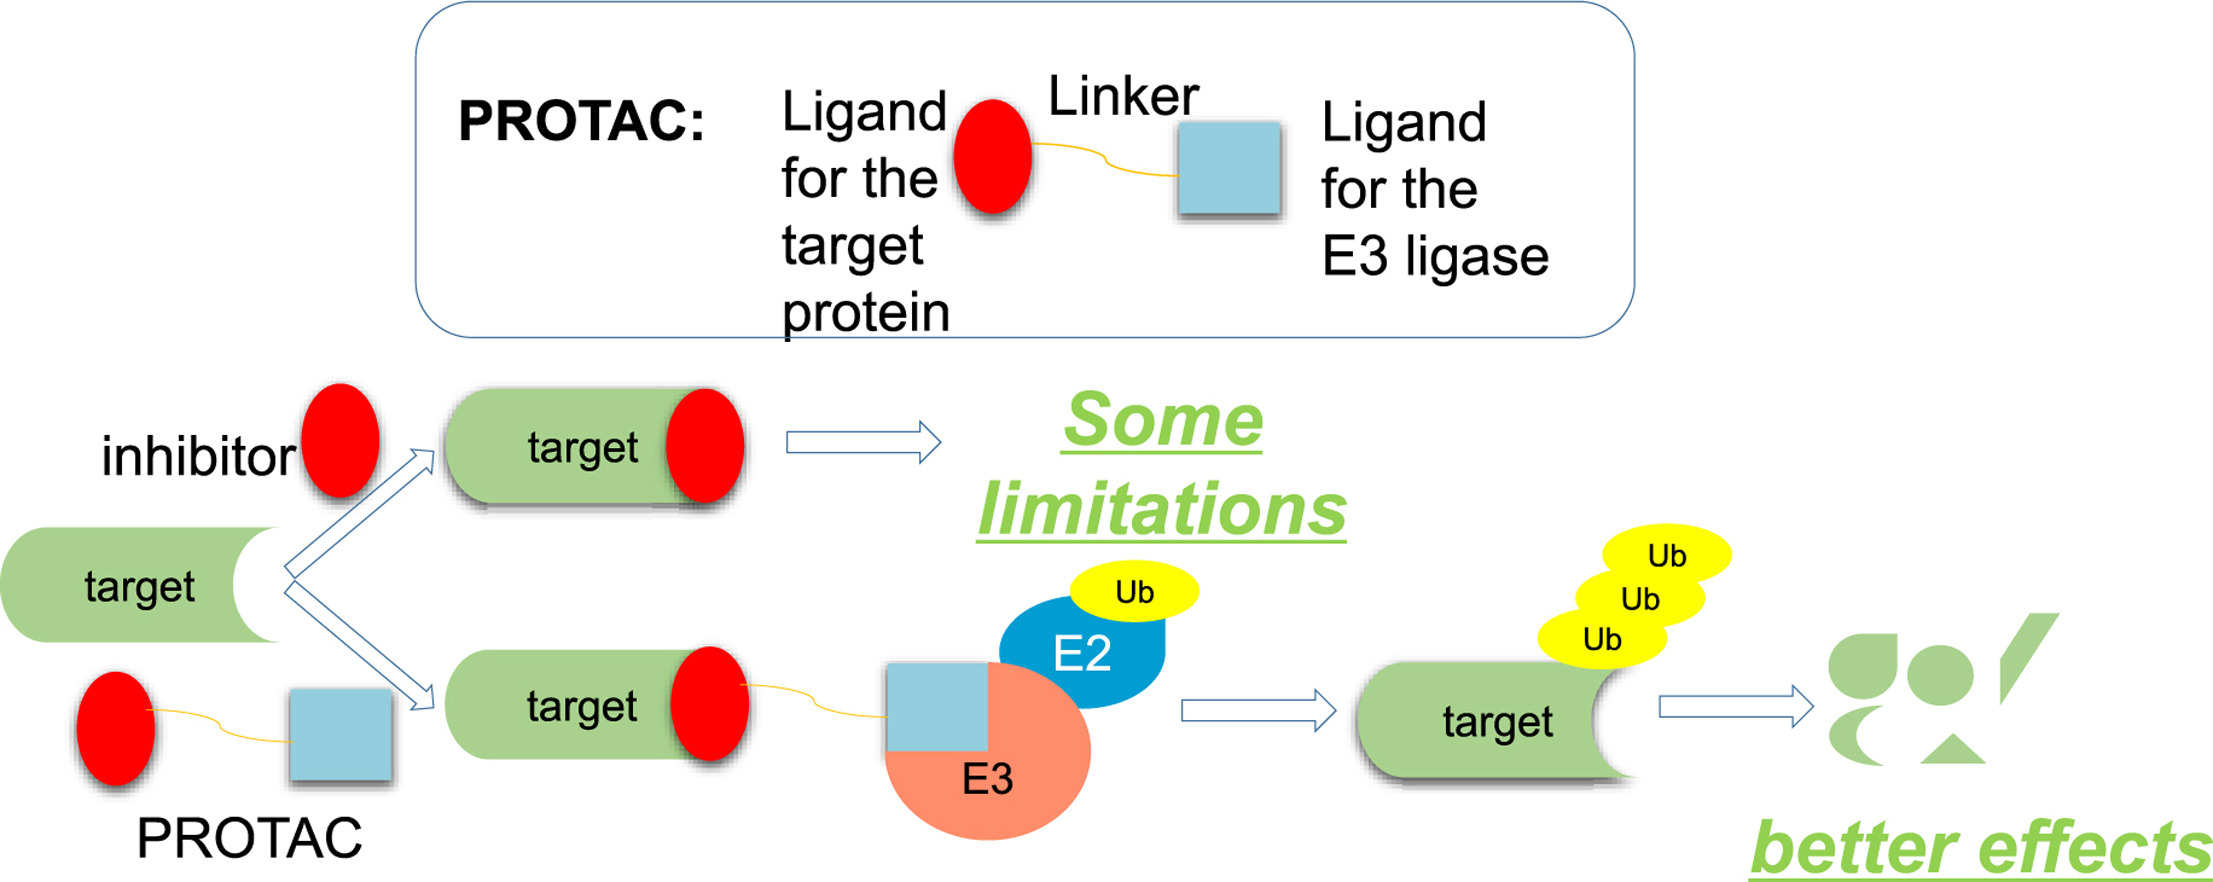 PROTAC:
Ligand
for the
target
protein
Linker
Ligand
for the
E3 ligase
inhibitor
target
Some
limitations
target
PROTAC
target
Ub
E2
E3
Ub
Ub
Ub
target
better effects